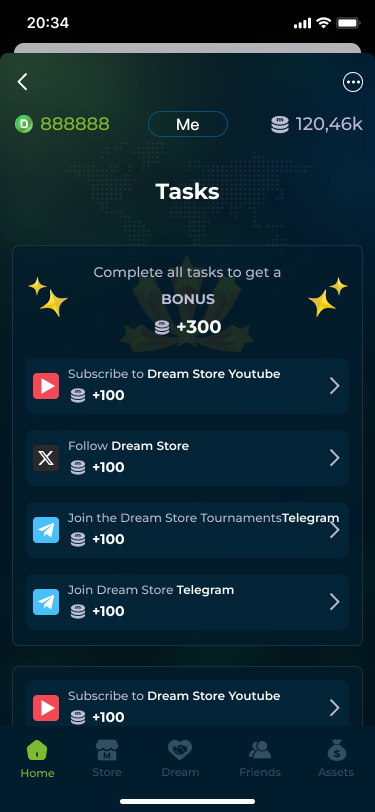 20:34
888888
Me
120,46k
Tasks
Complete all tasks to get a
BONUS
+300
Subscribe to Dream Store Youtube
+100
Follow Dream Store
+100
Join the Dream Store TournamentsTelegram
+100
Join Dream Store Telegram
+100
Subscribe to Dream Store Youtube
+100
Home
Store
Dream
Friends
Assets